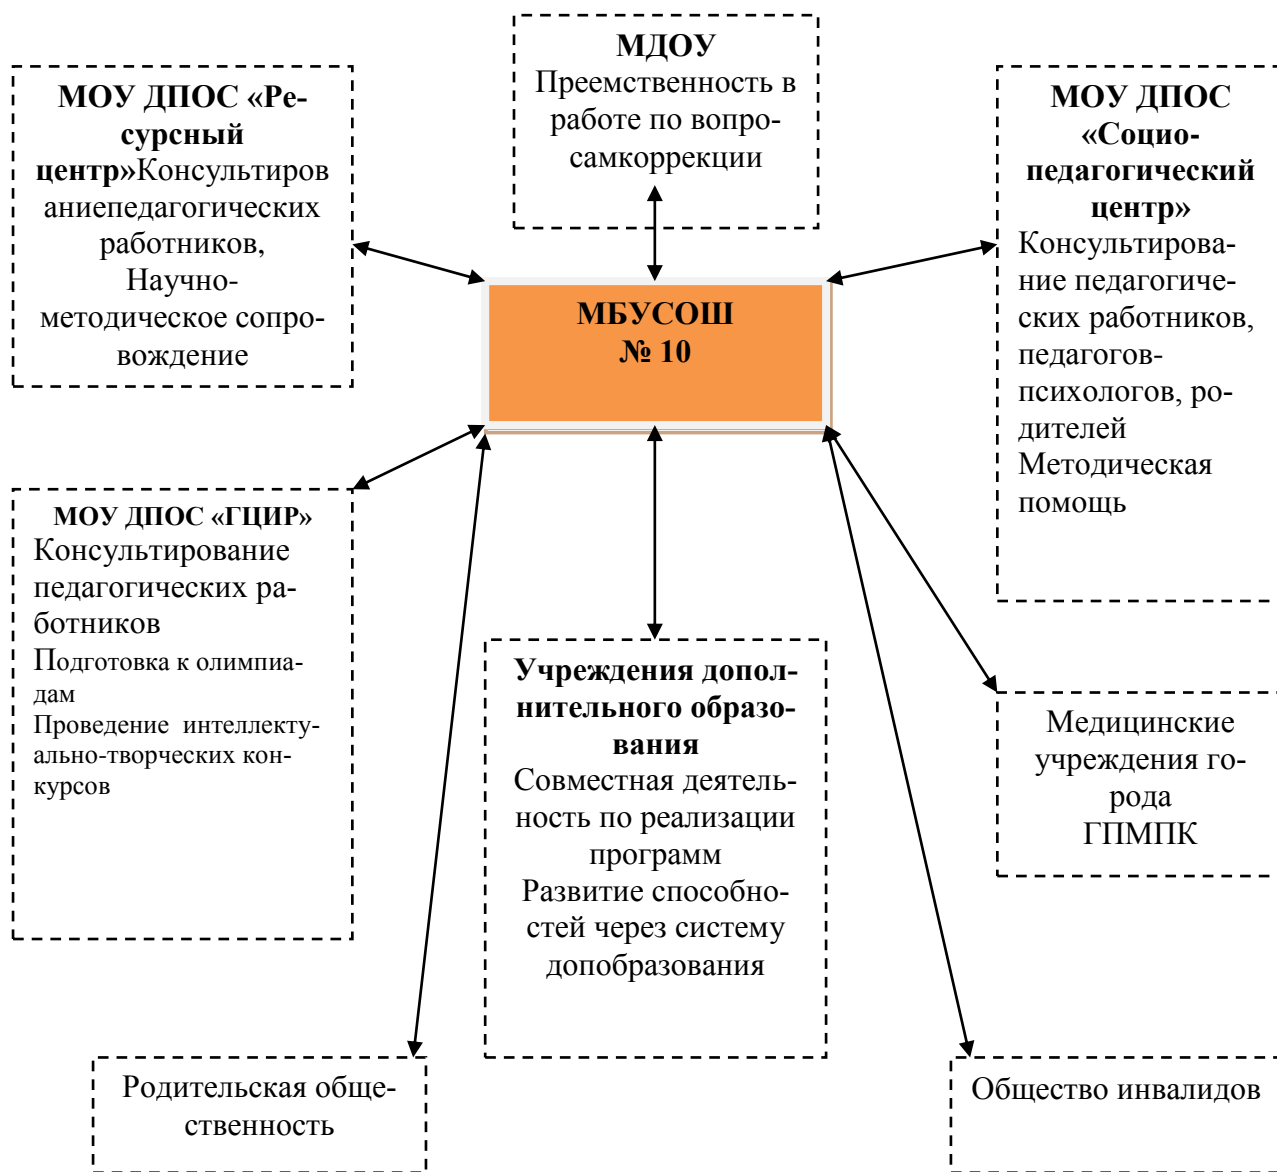 МДОУ
Преемственность в
работе по вопро-
самкоррекции
МОУ ДПОС «Ре-
сурсный
центр»Консультиров
аниепедагогических
работников,
Научно-
методическое сопро-
вождение
МОУ ДПОС
«Социо-
педагогический
центр»
Консультирова-
ние педагогиче-
ских работников,
педагогов-
психологов, ро-
дителей
Методическая
помощь
МБУСОШ
№ 10
МОУ ДПОС «ГЦИР»
Консультирование
педагогических ра-
ботников
Подготовка к олимпиа-
дам
Проведение интеллекту-
ально-творческих кон-
курсов
Учреждения допол-
нительного образо-
вания
Совместная деятель-
ность по реализации
программ
Развитие способно-
стей через систему
допобразования
Медицинские
учреждения го-
рода
ГПМПК
Родительская обще-
ственность
Общество инвалидов